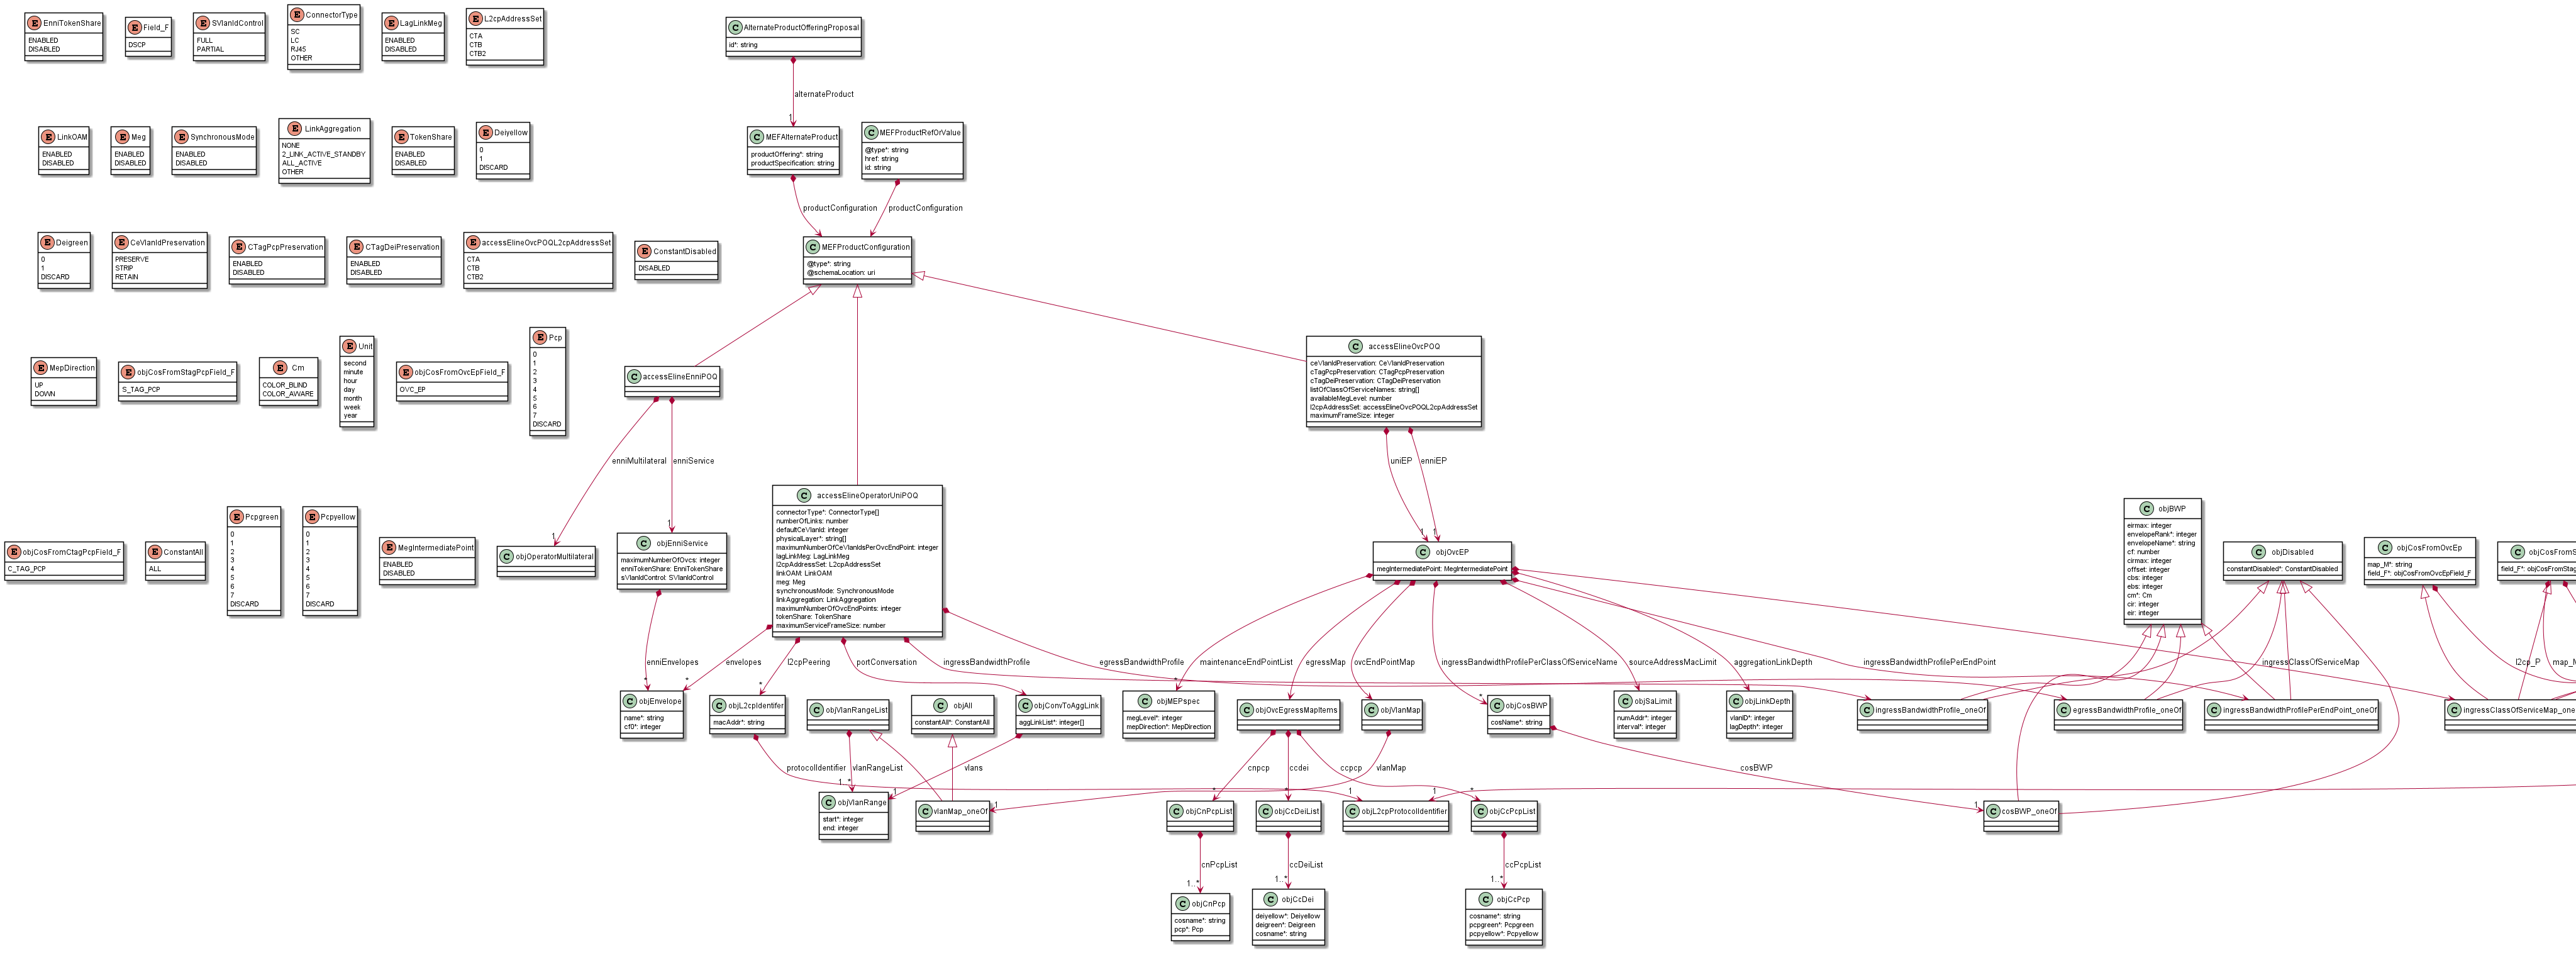 E EnniTokenShare
ENABLED
DISABLED
E Field_F
DSCP
E SVlanIdControl
FULL
PARTIAL
E ConnectorType
SC
LC
RJ45
OTHER
E LagLinkMeg
ENABLED
DISABLED
E L2cpAddressSet
CTA
CTB
CTB2
C AlternateProductOfferingProposal
id*: string
alternateProduct
1
E LinkOAM
ENABLED
DISABLED
E Meg
ENABLED
DISABLED
E SynchronousMode
ENABLED
DISABLED
E LinkAggregation
NONE
2_LINK_ACTIVE_STANDBY
ALL_ACTIVE
OTHER
E TokenShare
ENABLED
DISABLED
E Deiyellow
0
1
DISCARD
C MEFAlternateProduct
productOffering*: string
productSpecification: string
C MEFProductRefOrValue
@type*: string
href: string
id: string
productConfiguration
productConfiguration
E Deigreen
0
1
DISCARD
E CeVlanIdPreservation
PRESERVE
STRIP
RETAIN
E CTagPcpPreservation
ENABLED
DISABLED
E CTagDeiPreservation
ENABLED
DISABLED
E accessElineOvcPOQL2cpAddressSet
CTA
CTB
CTB2
E ConstantDisabled
DISABLED
C MEFProductConfiguration
@type*: string
@schemaLocation: uri
E MepDirection
UP
DOWN
E objCosFromStagPcpField_F
S_TAG_PCP
E Cm
COLOR_BLIND
COLOR_AWARE
E Unit
second
minute
hour
day
month
week
year
E objCosFromOvcEpField_F
OVC_EP
E Pcp
0
1
2
3
4
5
6
7
DISCARD
C accessElineEnniPOQ
C accessElineOvcPOQ
ceVlanIdPreservation: CeVlanIdPreservation
cTagPcpPreservation: CTagPcpPreservation
cTagDeiPreservation: CTagDeiPreservation
listOfClassOfServiceNames: string[]
availableMegLevel: number
l2cpAddressSet: accessElineOvcPOQL2cpAddressSet
maximumFrameSize: integer
enniMultilateral
1
enniService
1
uniEP
1
enniEP
1
E objCosFromCtagPcpField_F
C_TAG_PCP
E ConstantAll
ALL
E Pcpgreen
0
1
2
3
4
5
6
7
DISCARD
E Pcpyellow
0
1
2
3
4
5
6
7
DISCARD
E MegIntermediatePoint
ENABLED
DISABLED
C objOperatorMultilateral
C objEnniService
maximumNumberOfOvcs: integer
enniTokenShare: EnniTokenShare
sVlanIdControl: SVlanIdControl
C accessElineOperatorUniPOQ
connectorType*: ConnectorType[]
numberOfLinks: number
defaultCeVlanId: integer
physicalLayer*: string[]
maximumNumberOfCeVlanIdsPerOvcEndPoint: integer
lagLinkMeg: LagLinkMeg
l2cpAddressSet: L2cpAddressSet
linkOAM: LinkOAM
meg: Meg
synchronousMode: SynchronousMode
linkAggregation: LinkAggregation
maximumNumberOfOvcEndPoints: integer
tokenShare: TokenShare
maximumServiceFrameSize: number
C objOvcEP
megIntermediatePoint: MegIntermediatePoint
C objBWP
eirmax: integer
envelopeRank*: integer
envelopeName*: string
cf: number
cirmax: integer
offset: integer
cbs: integer
ebs: integer
cm*: Cm
cir: integer
eir: integer
C objDisabled
constantDisabled*: ConstantDisabled
C objCosFromOvcEp
map_M*: string
field_F*: objCosFromOvcEpField_F
C objCosFromS
field_F*: objCosFromStag
enniEnvelopes
*
envelopes
*
l2cpPeering
*
portConversation
ingressBandwidthProfile
egressBandwidthProfile
maintenanceEndPointList
*
egressMap
ovcEndPointMap
ingressBandwidthProfilePerClassOfServiceName
*
sourceAddressMacLimit
aggregationLinkDepth
ingressBandwidthProfilePerEndPoint
ingressClassOfServiceMap
l2cp_P
map_M
C objEnvelope
name*: string
cf0*: integer
C objL2cpIdentifer
macAddr*: string
C objVlanRangeList
C objAll
constantAll*: ConstantAll
C objConvToAggLink
aggLinkList*: integer[]
C objMEPspec
megLevel*: integer
mepDirection*: MepDirection
C objOvcEgressMapItems
C objVlanMap
C objCosBWP
cosName*: string
C objSaLimit
numAddr*: integer
interval*: integer
C objLinkDepth
vlanID*: integer
lagDepth*: integer
C ingressBandwidthProfile_oneOf
C egressBandwidthProfile_oneOf
C ingressBandwidthProfilePerEndPoint_oneOf
C ingressClassOfServiceMap_one
protocolIdentifier
1
vlanRangeList
1..*
vlans
1
cnpcp
*
ccdei
*
ccpcp
*
vlanMap
1
cosBWP
1
1
C objVlanRange
start*: integer
end: integer
C vlanMap_oneOf
C objCnPcpList
C objCcDeiList
C objL2cpProtocolIdentifier
C objCcPcpList
C cosBWP_oneOf
cnPcpList
1..*
ccDeiList
1..*
ccPcpList
1..*
C objCnPcp
cosname*: string
pcp*: Pcp
C objCcDei
deiyellow*: Deiyellow
deigreen*: Deigreen
cosname*: string
C objCcPcp
cosname*: string
pcpgreen*: Pcpgreen
pcpyellow*: Pcpyellow